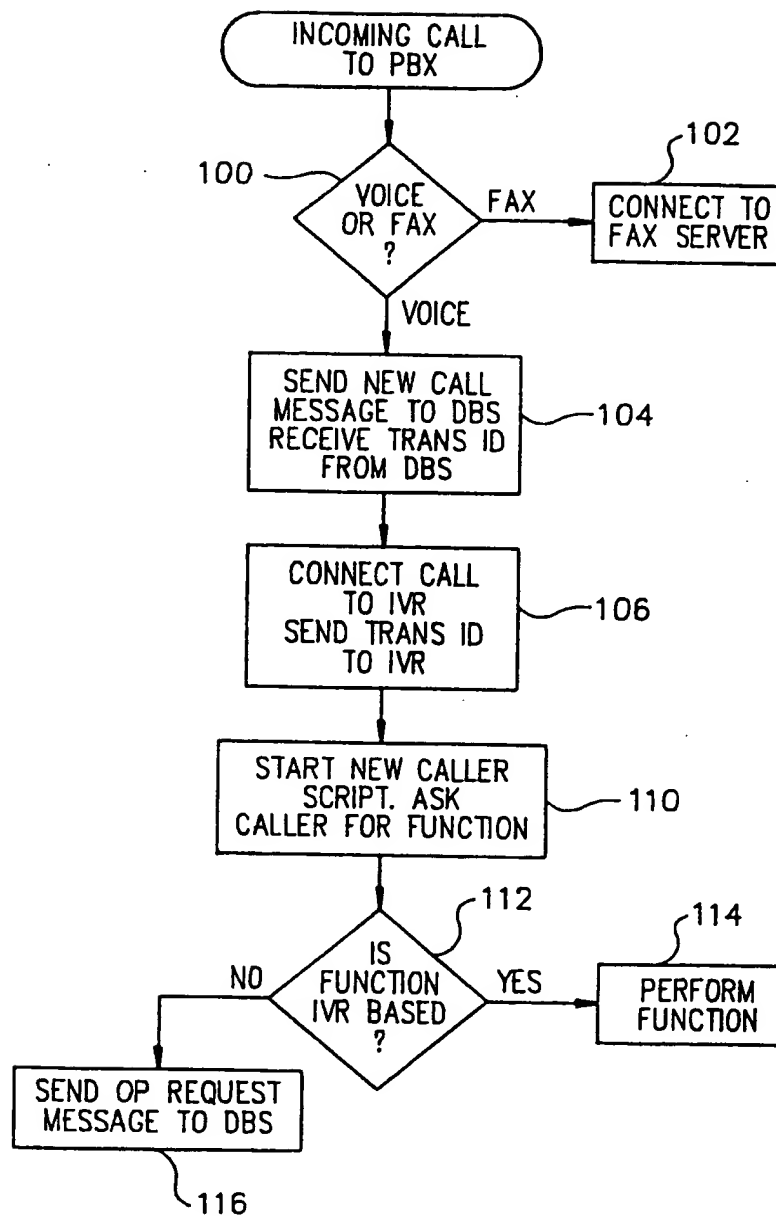 INCOMING CALL
TO PBX
100
VOICE
OR FAX
?
FAX
102
CONNECT TO
FAX SERVER
VOICE
SEND NEW CALL
MESSAGE TO DBS
RECEIVE TRANS ID
FROM DBS
104
CONNECT CALL
TO IVR
SEND TRANS ID
TO IVR
106
START NEW CALLER
SCRIPT. ASK
CALLER FOR FUNCTION
110
112
IS
FUNCTION
IVR BASED
?
NO
YES
114
PERFORM
FUNCTION
SEND OP REQUEST
MESSAGE TO DBS
116